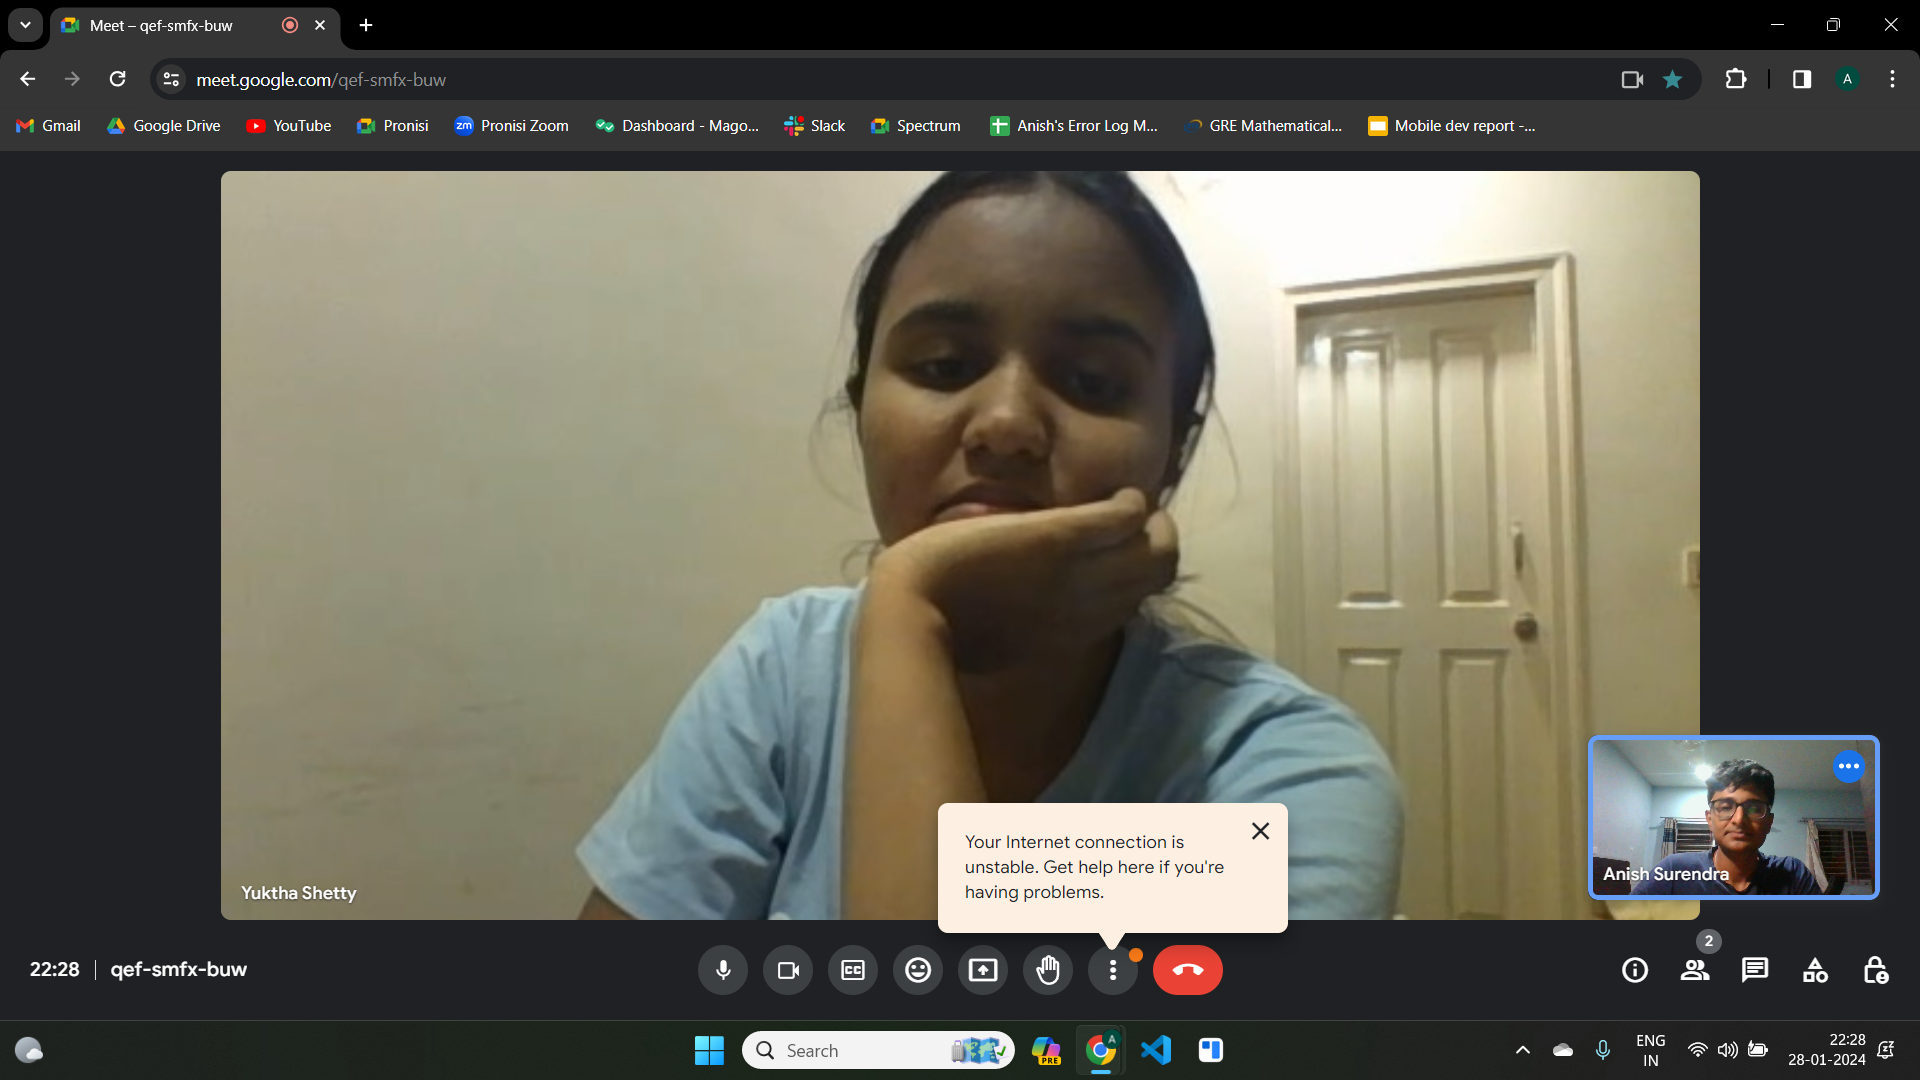 Meet – qef-smfx-buw
meet.google.com/qef-smfx-buw
A
Gmail
Google Drive
YouTube
Pronisi
zm
Pronisi Zoom
Dashboard - Mago...
Slack
Spectrum
Anish's Error Log M...
GRE Mathematical...
Mobile dev report -...
Your Internet connection is
unstable. Get help here if you're
having problems.
Yuktha Shetty
Anish Surendra
22:28 | qef-smfx-buw
CC
2
Search
PRE
A
ENG
IN
22:28
28-01-2024